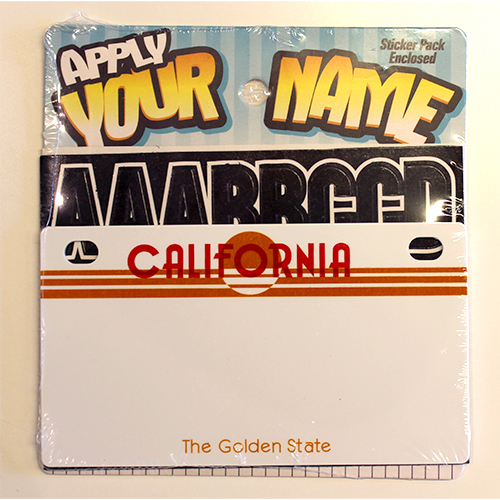 APPLY
YOUR NAME
Sticker Pack
Enclosed
AAABBCCD
CALIFORNIA
The Golden State